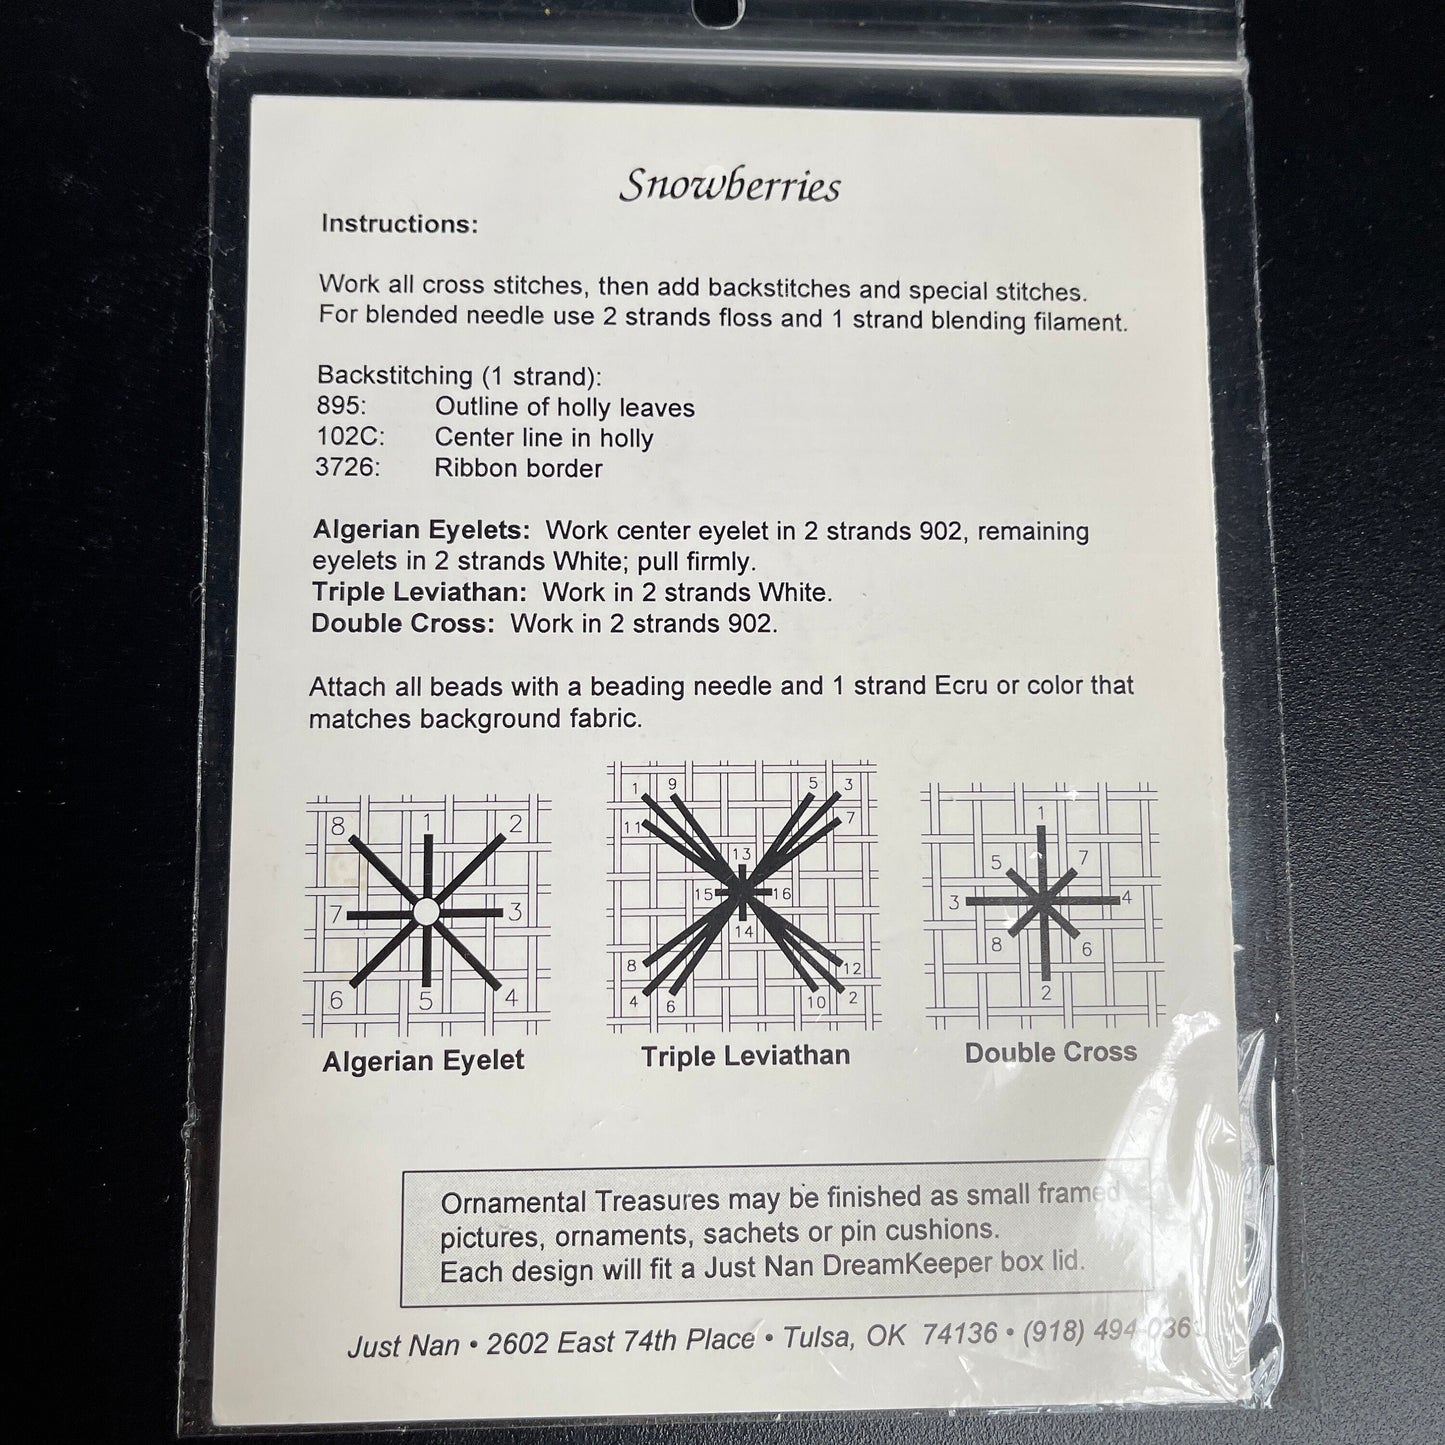 Snowberries
Instructions:
Work all cross stitches, then add backstitches and special stitches.
For blended needle use 2 strands floss and 1 strand blending filament.
Backstitching (1 strand):
895: Outline of holly leaves
102C: Center line in holly
3726: Ribbon border
Algerian Eyelets: Work center eyelet in 2 strands 902, remaining
eyelets in 2 strands White; pull firmly.
Triple Leviathan: Work in 2 strands White.
Double Cross: Work in 2 strands 902.
Attach all beads with a beading needle and 1 strand Ecru or color that
matches background fabric.
8 1 2
7 3
6 5 4
Algerian Eyelet
1 9 5 3
11 7
13
15 16
14
8 12
4 6 10 2
Triple Leviathan
1
5 7
3 4
8 6
2
Double Cross
Ornamental Treasures may be finished as small framed
pictures, ornaments, sachets or pin cushions.
Each design will fit a Just Nan DreamKeeper box lid.
Just Nan • 2602 East 74th Place • Tulsa, OK 74136 • (918)